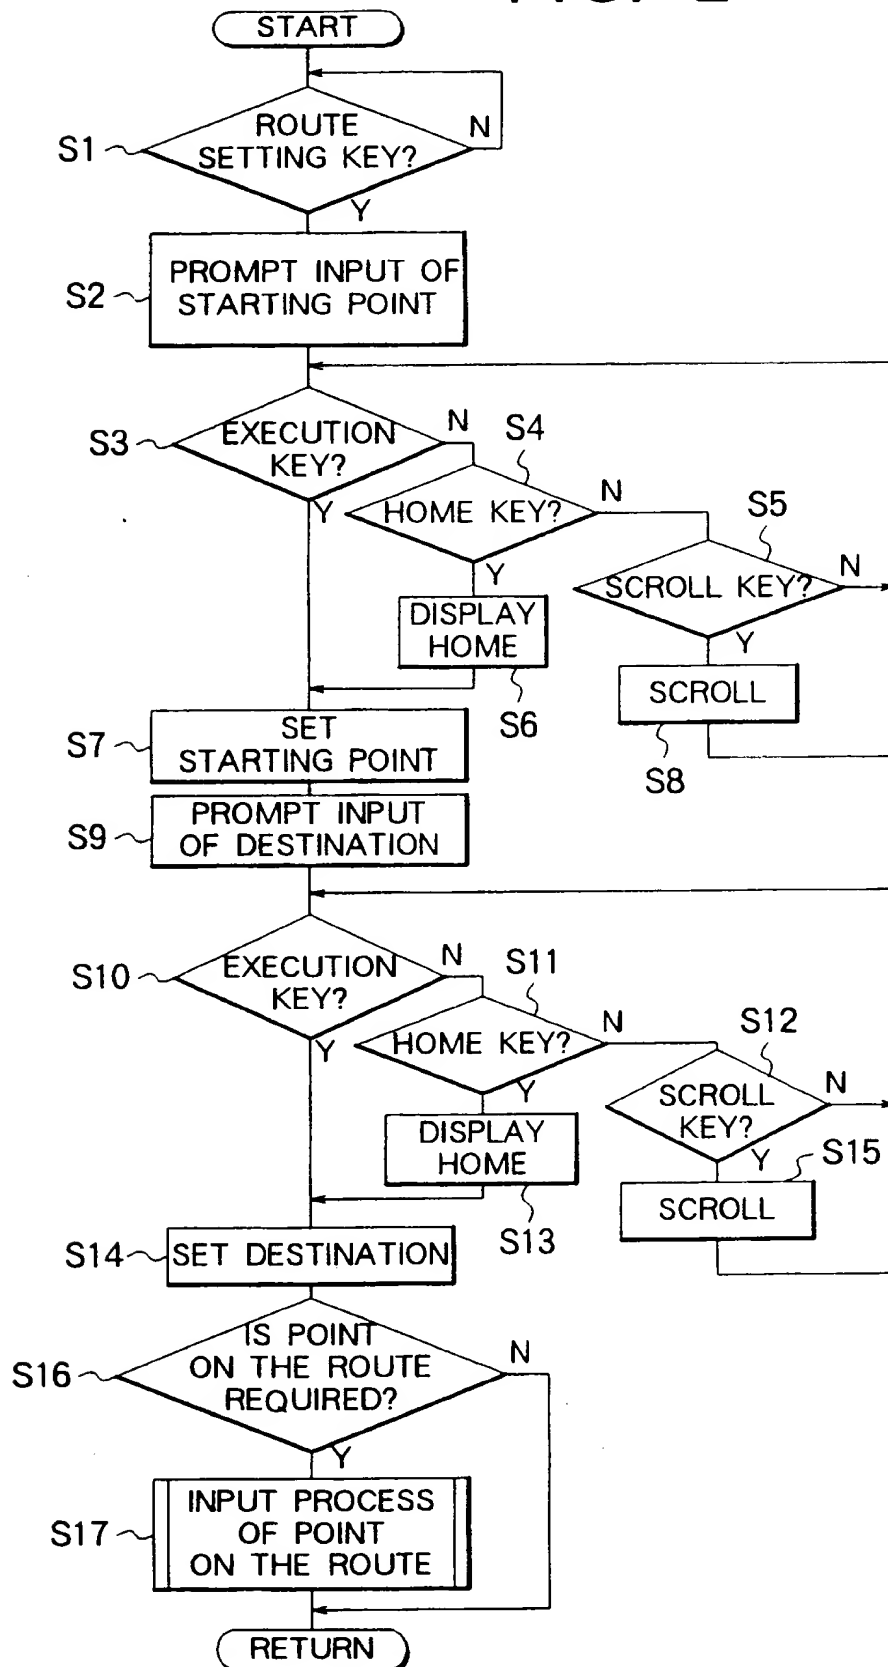 START
ROUTE
SETTING KEY?
N
S1
Y
PROMPT INPUT OF
STARTING POINT
S2
EXECUTION
KEY?
N
S3
Y
S4
HOME KEY?
N
Y
S5
SCROLL KEY?
N
Y
DISPLAY
HOME
S6
SCROLL
S8
SET
STARTING POINT
S7
PROMPT INPUT
OF DESTINATION
S9
EXECUTION
KEY?
N
S10
Y
S11
HOME KEY?
N
Y
S12
SCROLL
KEY?
N
Y
DISPLAY
HOME
S13
S15
SCROLL
S14
SET DESTINATION
IS POINT
ON THE ROUTE
REQUIRED?
N
S16
Y
INPUT PROCESS
OF POINT
ON THE ROUTE
S17
RETURN